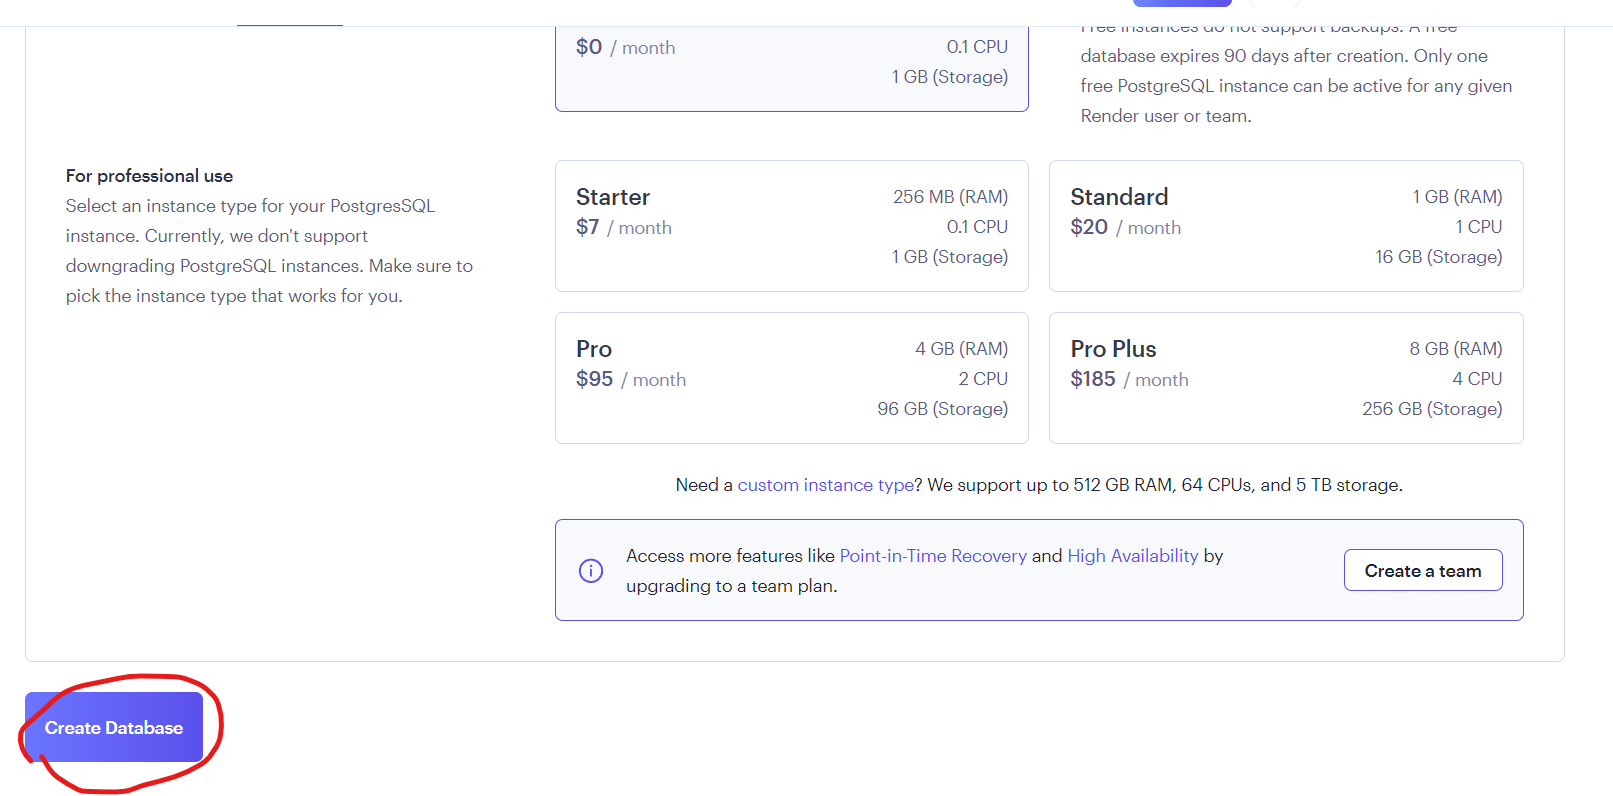 $0 / month
0.1 CPU
1 GB (Storage)
Free instances do not support backups. A free
database expires 90 days after creation. Only one
free PostgreSQL instance can be active for any given
Render user or team.
For professional use
Select an instance type for your PostgresSQL
instance. Currently, we don't support
downgrading PostgreSQL instances. Make sure to
pick the instance type that works for you.
Starter
256 MB (RAM)
$7 / month
0.1 CPU
1 GB (Storage)
Standard
1 GB (RAM)
$20 / month
1 CPU
16 GB (Storage)
Pro
4 GB (RAM)
$95 / month
2 CPU
96 GB (Storage)
Pro Plus
8 GB (RAM)
$185 / month
4 CPU
256 GB (Storage)
Need a custom instance type? We support up to 512 GB RAM, 64 CPUs, and 5 TB storage.
Access more features like Point-in-Time Recovery and High Availability by
upgrading to a team plan.
Create a team
Create Database